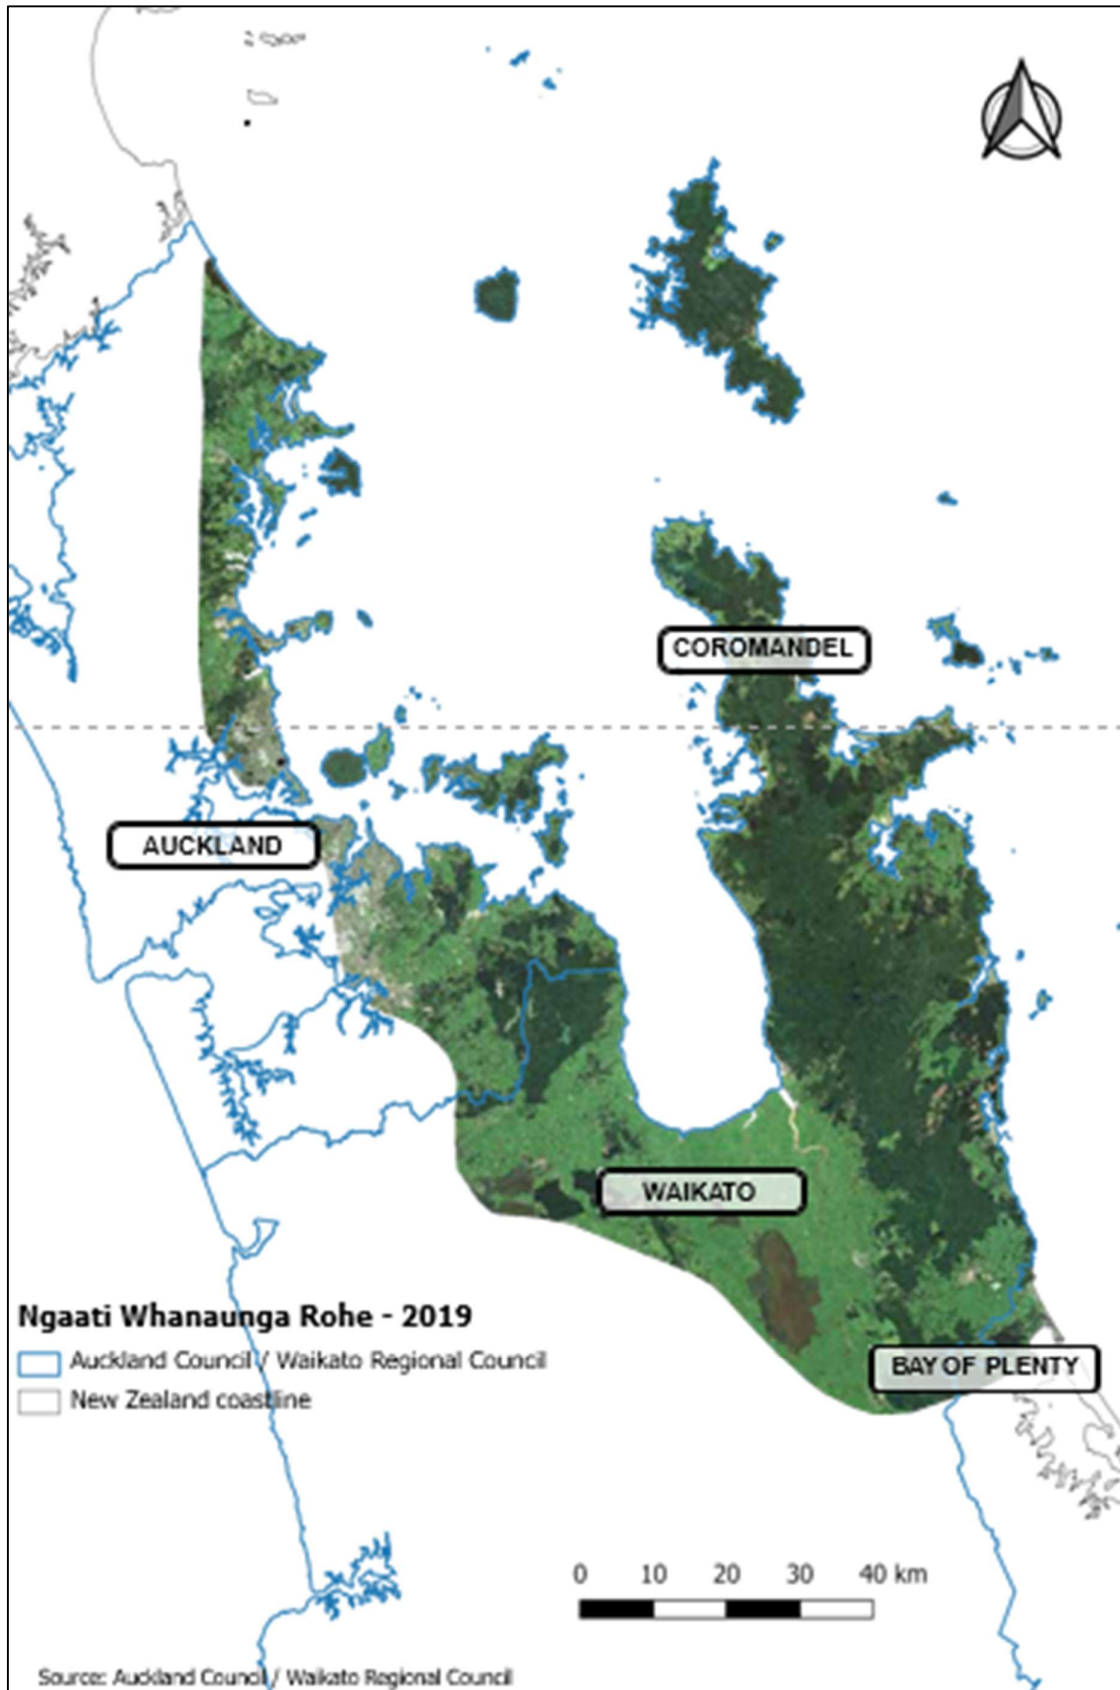 COROMANDEL
AUCKLAND
WAIKATO
Ngaati Whanaunga Rohe - 2019
Auckland Council / Waikato Regional Council
New Zealand coastline
BAY OF PLENTY
0 10 20 30 40 km
Source: Auckland Council / Waikato Regional Council